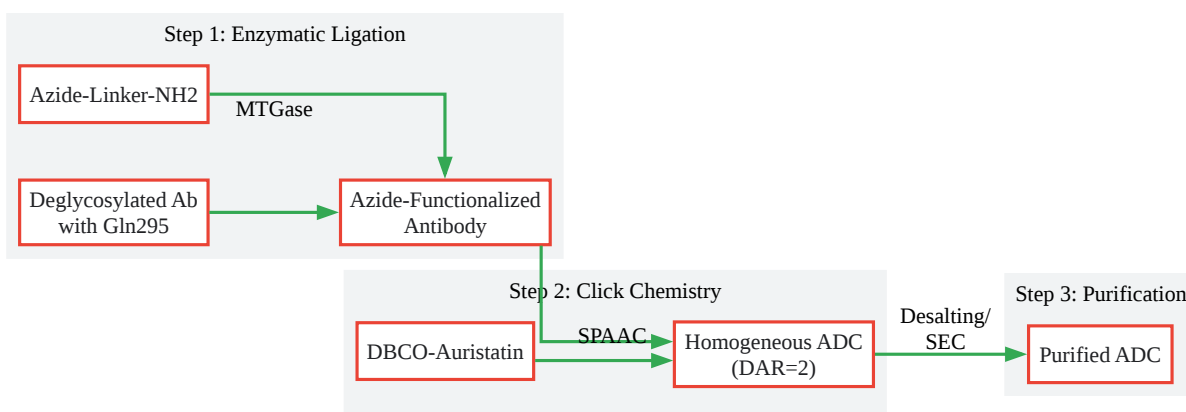 Step 1: Enzymatic Ligation
Azide-Linker-NH2
MTGase
Deglycosylated Ab
with Gln295
Azide-Functionalized
Antibody
Step 2: Click Chemistry
DBCO-Auristatin
SPAAC
Homogeneous ADC
(DAR=2)
Desalting/
SEC
Step 3: Purification
Purified ADC